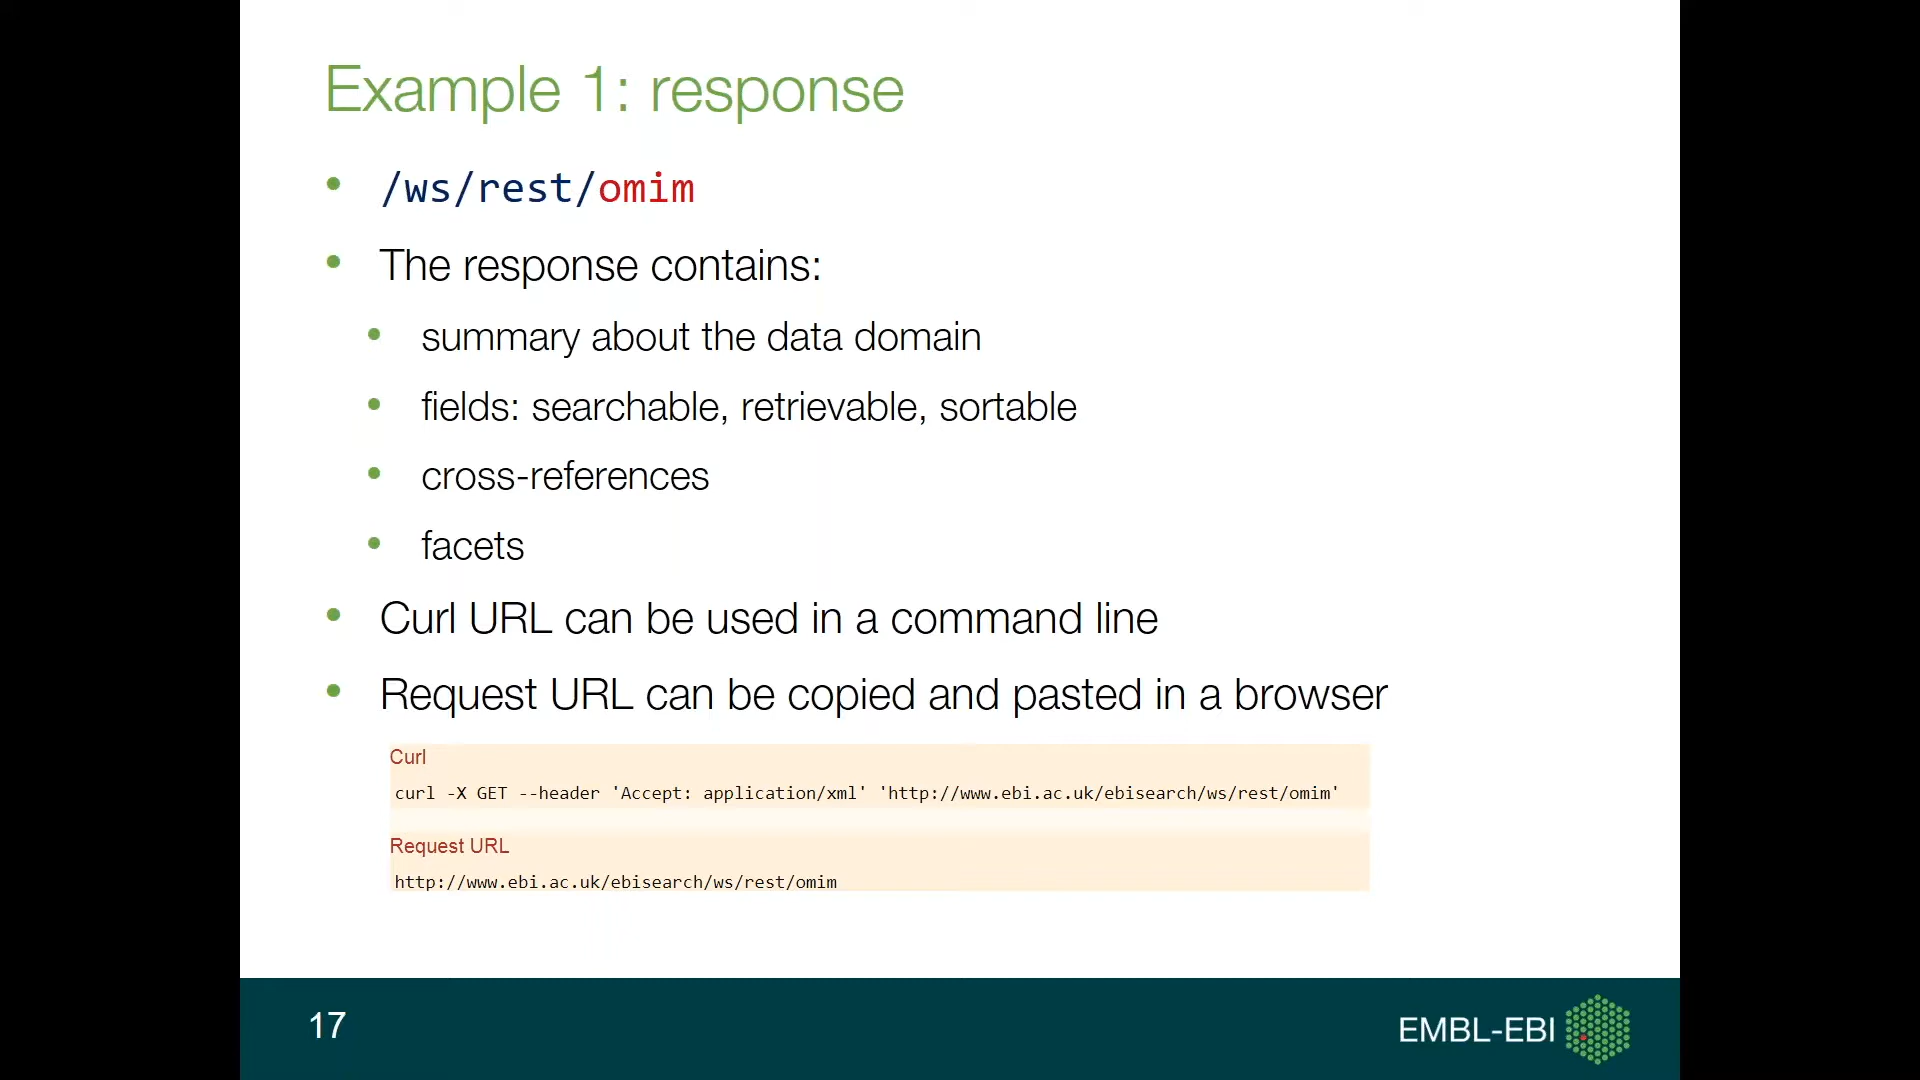 Example 1: response
/ws/rest/omim
The response contains:
summary about the data domain
fields: searchable, retrievable, sortable
cross-references
facets
Curl URL can be used in a command line
Request URL can be copied and pasted in a browser
Curl
curl -X GET --header 'Accept: application/xml' 'http://www.ebi.ac.uk/ebisearch/ws/rest/omim'
Request URL
http://www.ebi.ac.uk/ebisearch/ws/rest/omim
17
EMBL-EBI